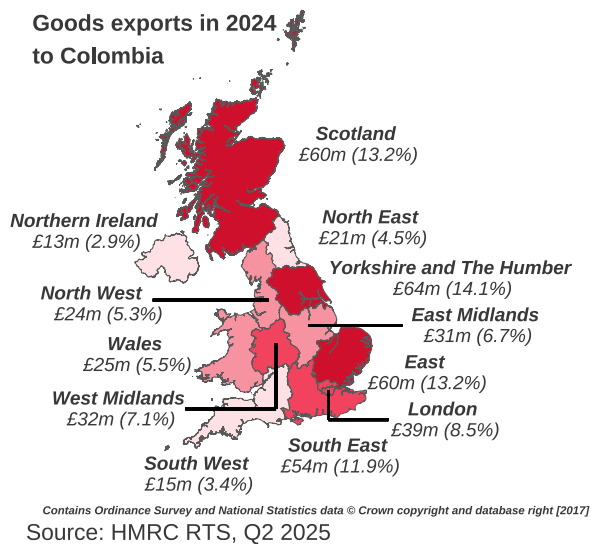 Goods exports in 2024
to Colombia
Scotland
£60m (13.2%)
Northern Ireland
£13m (2.9%)
North East
£21m (4.5%)
Yorkshire and The Humber
£64m (14.1%)
North West
£24m (5.3%)
East Midlands
£31m (6.7%)
Wales
£25m (5.5%)
East
£60m (13.2%)
West Midlands
£32m (7.1%)
London
£39m (8.5%)
South East
£54m (11.9%)
South West
£15m (3.4%)
Contains Ordinance Survey and National Statistics data © Crown copyright and database right [2017]
Source: HMRC RTS, Q2 2025